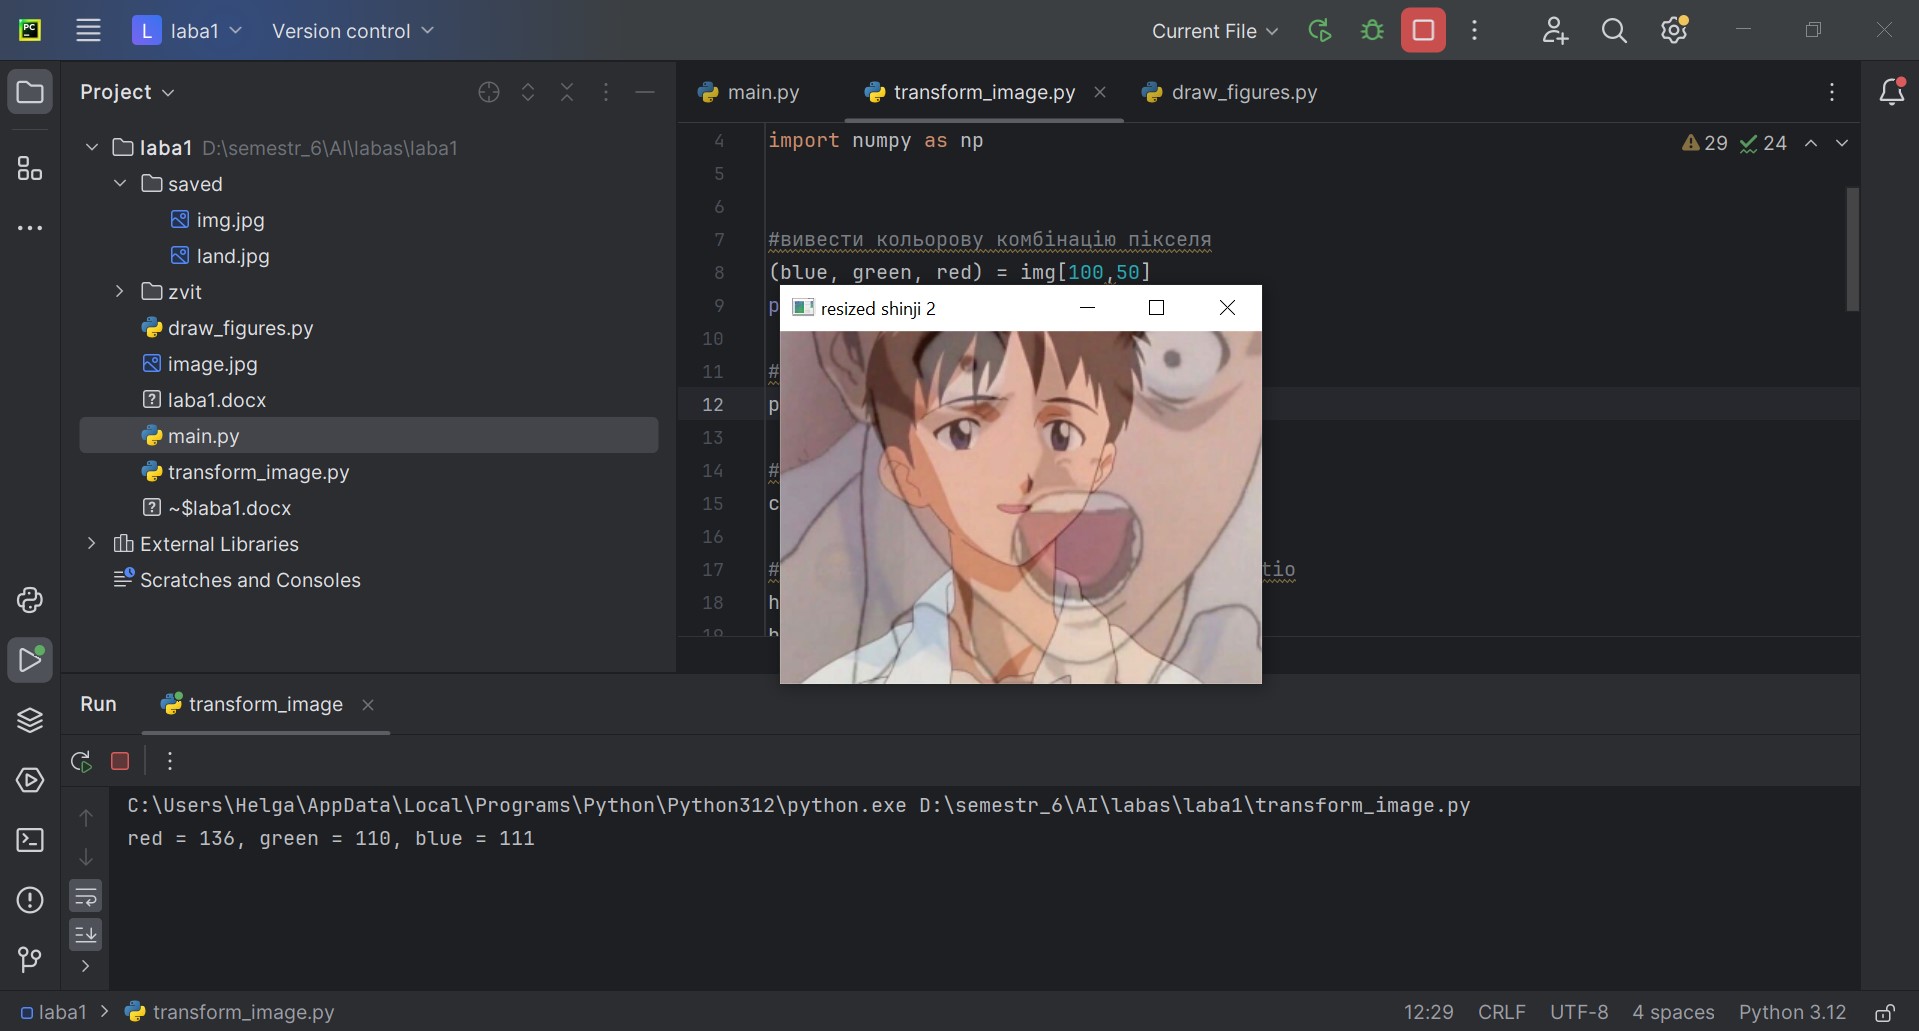 PC
L laba1 Version control
Current File
Project
laba1 D:\semestr_6\AI\labas\laba1
saved
img.jpg
land.jpg
zvit
draw_figures.py
image.jpg
laba1.docx
main.py
transform_image.py
~$laba1.docx
External Libraries
Scratches and Consoles
main.py transform_image.py draw_figures.py
29 24
4 import numpy as np
5
6
7 #вивести кольорову комбінацію пікселя
8 (blue, green, red) = img[100,50]
9 p
10
11 #
12 p
13
14 #
15 c
16
17 # tio
18 h
19 h
resized shinji 2
Run transform_image
C:\Users\Helga\AppData\Local\Programs\Python\Python312\python.exe D:\semestr_6\AI\labas\laba1\transform_image.py
red = 136, green = 110, blue = 111
laba1 transform_image.py
12:29 CRLF UTF-8 4 spaces Python 3.12